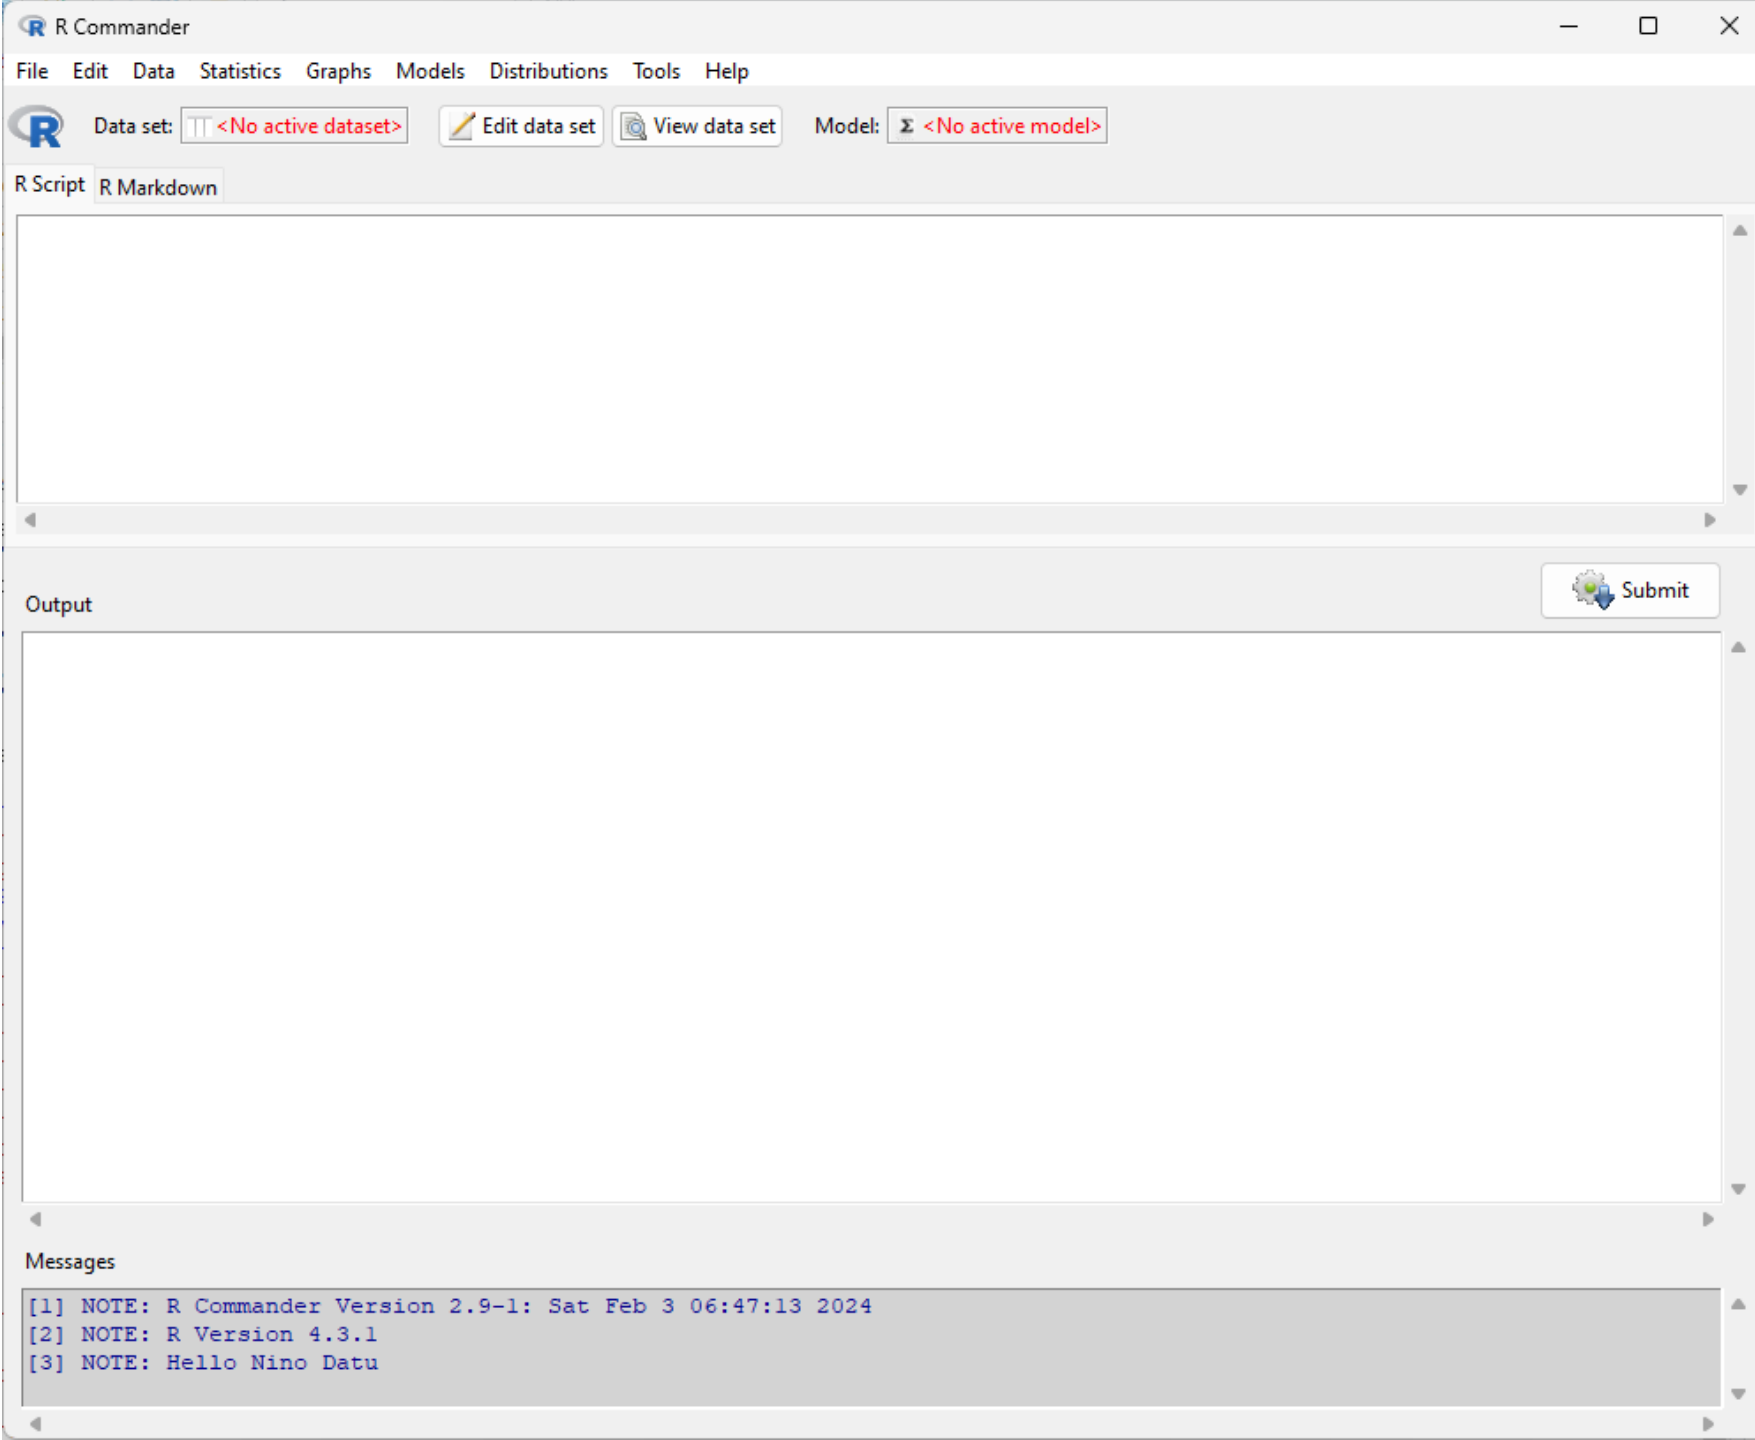 R Commander
File Edit Data Statistics Graphs Models Distributions Tools Help
R Data set: <No active dataset> Edit data set View data set Model: Σ <No active model>
R Script R Markdown
Submit
Output
Messages
[1] NOTE: R Commander Version 2.9-1: Sat Feb 3 06:47:13 2024
[2] NOTE: R Version 4.3.1
[3] NOTE: Hello Nino Datu